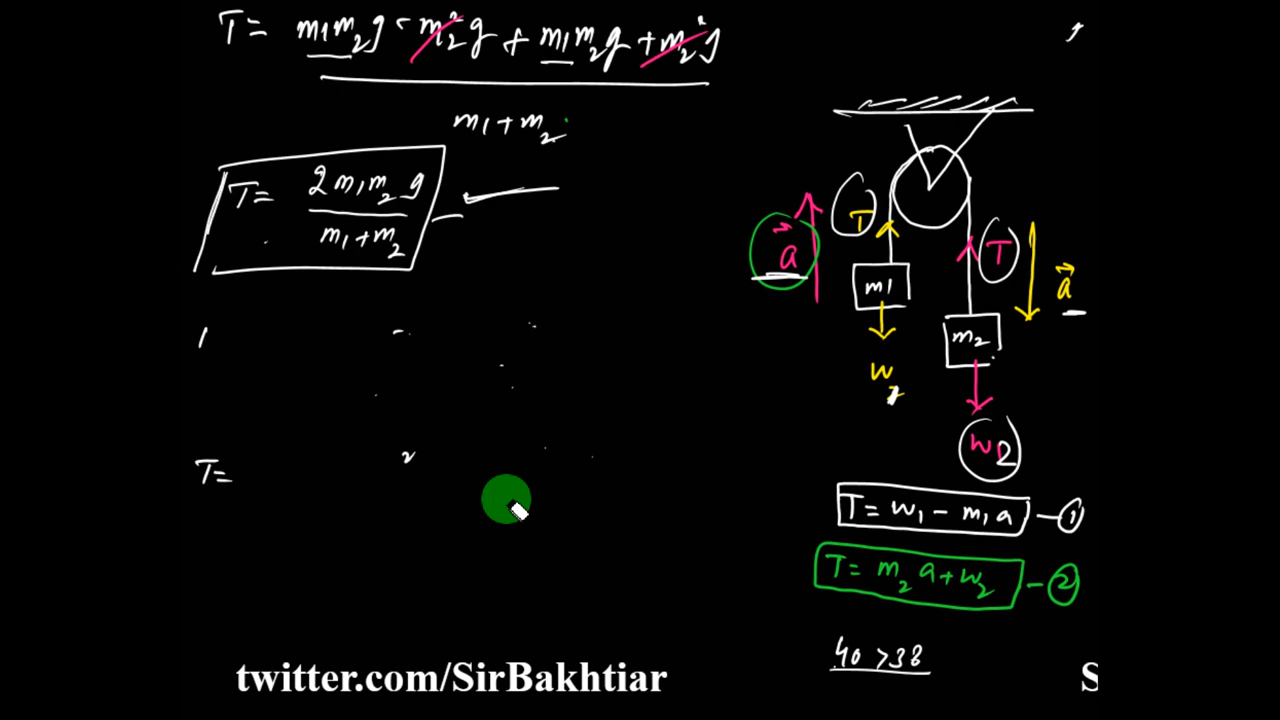 T = m₁m₂g - m₂²g + m₁m₂g + m₂²g
m₁ + m₂
T = 2m₁m₂g
m₁ + m₂
a
T
T
a
m1
m₂
w
w2
T=
T = w₁ - m₁a - ①
T = m₂a + w₂ - ②
40 > 38
twitter.com/SirBakhtiar
S